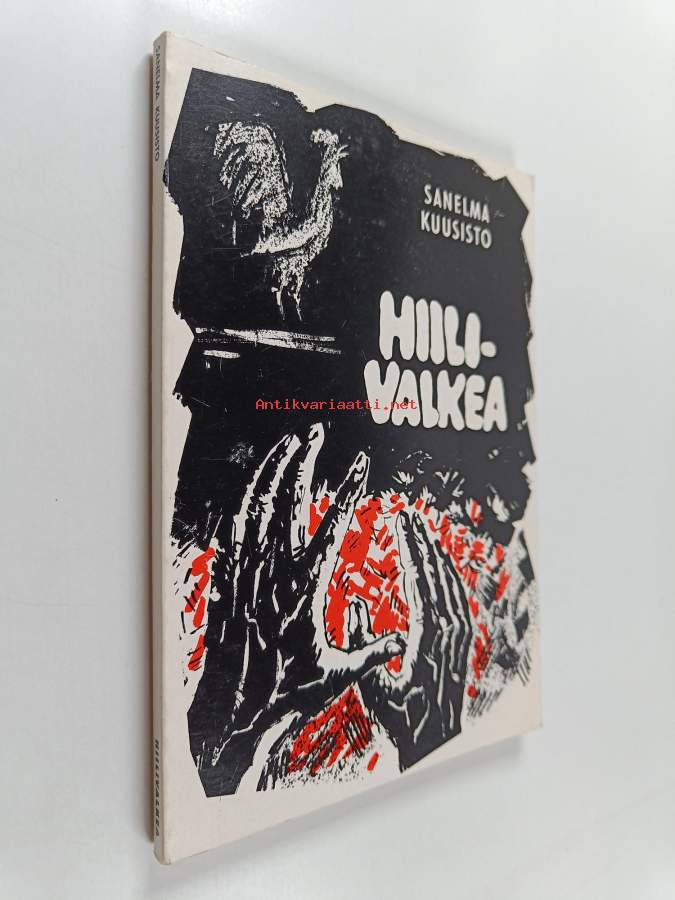 SANELMA KUUSISTO
HIILIVALKEA
SANELMA
KUUSISTO
HIILI-
VALKEA
Antikvariaatti.net